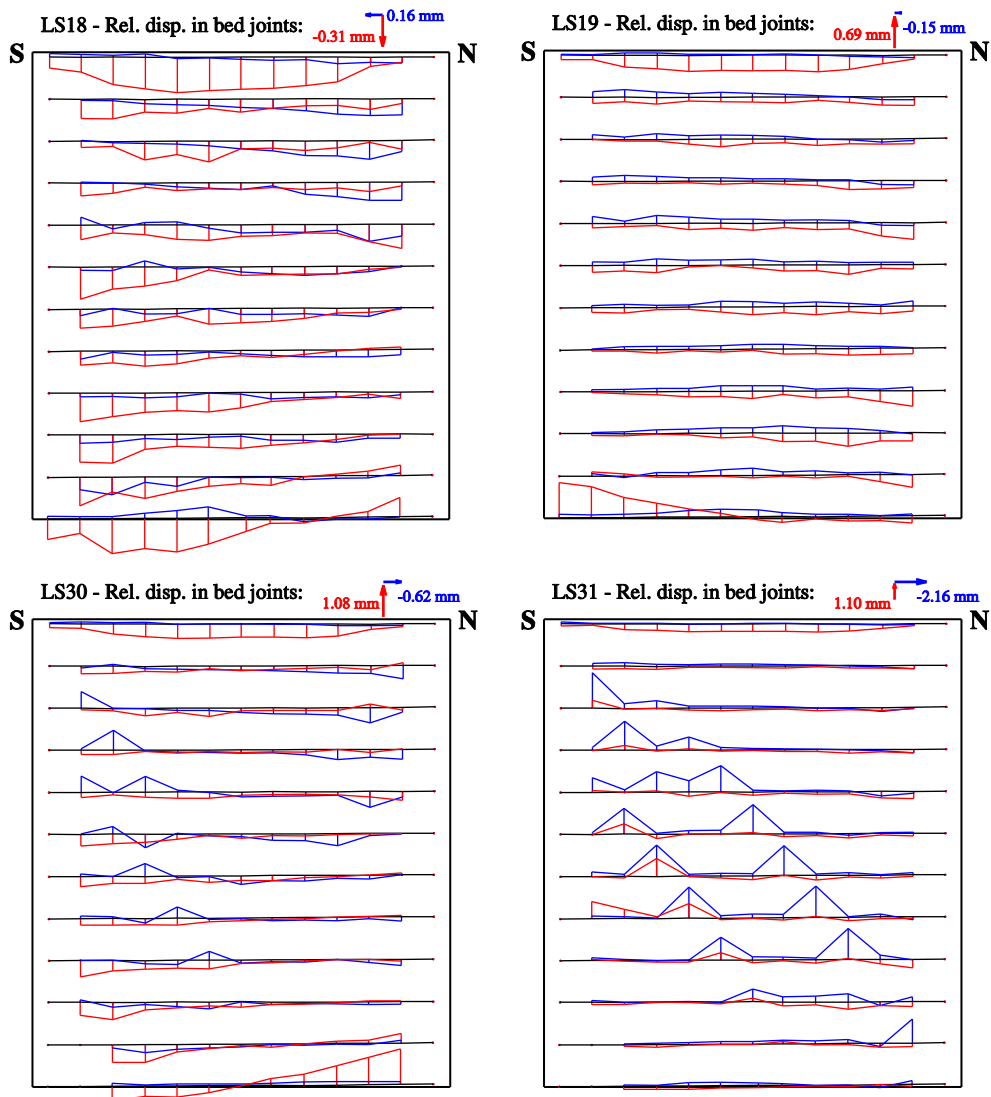 LS18 - Rel. disp. in bed joints:
0.16 mm
-0.31 mm
S
N
LS19 - Rel. disp. in bed joints:
0.69 mm
-0.15 mm
S
N
LS30 - Rel. disp. in bed joints:
1.08 mm
-0.62 mm
S
N
LS31 - Rel. disp. in bed joints:
1.10 mm
-2.16 mm
S
N